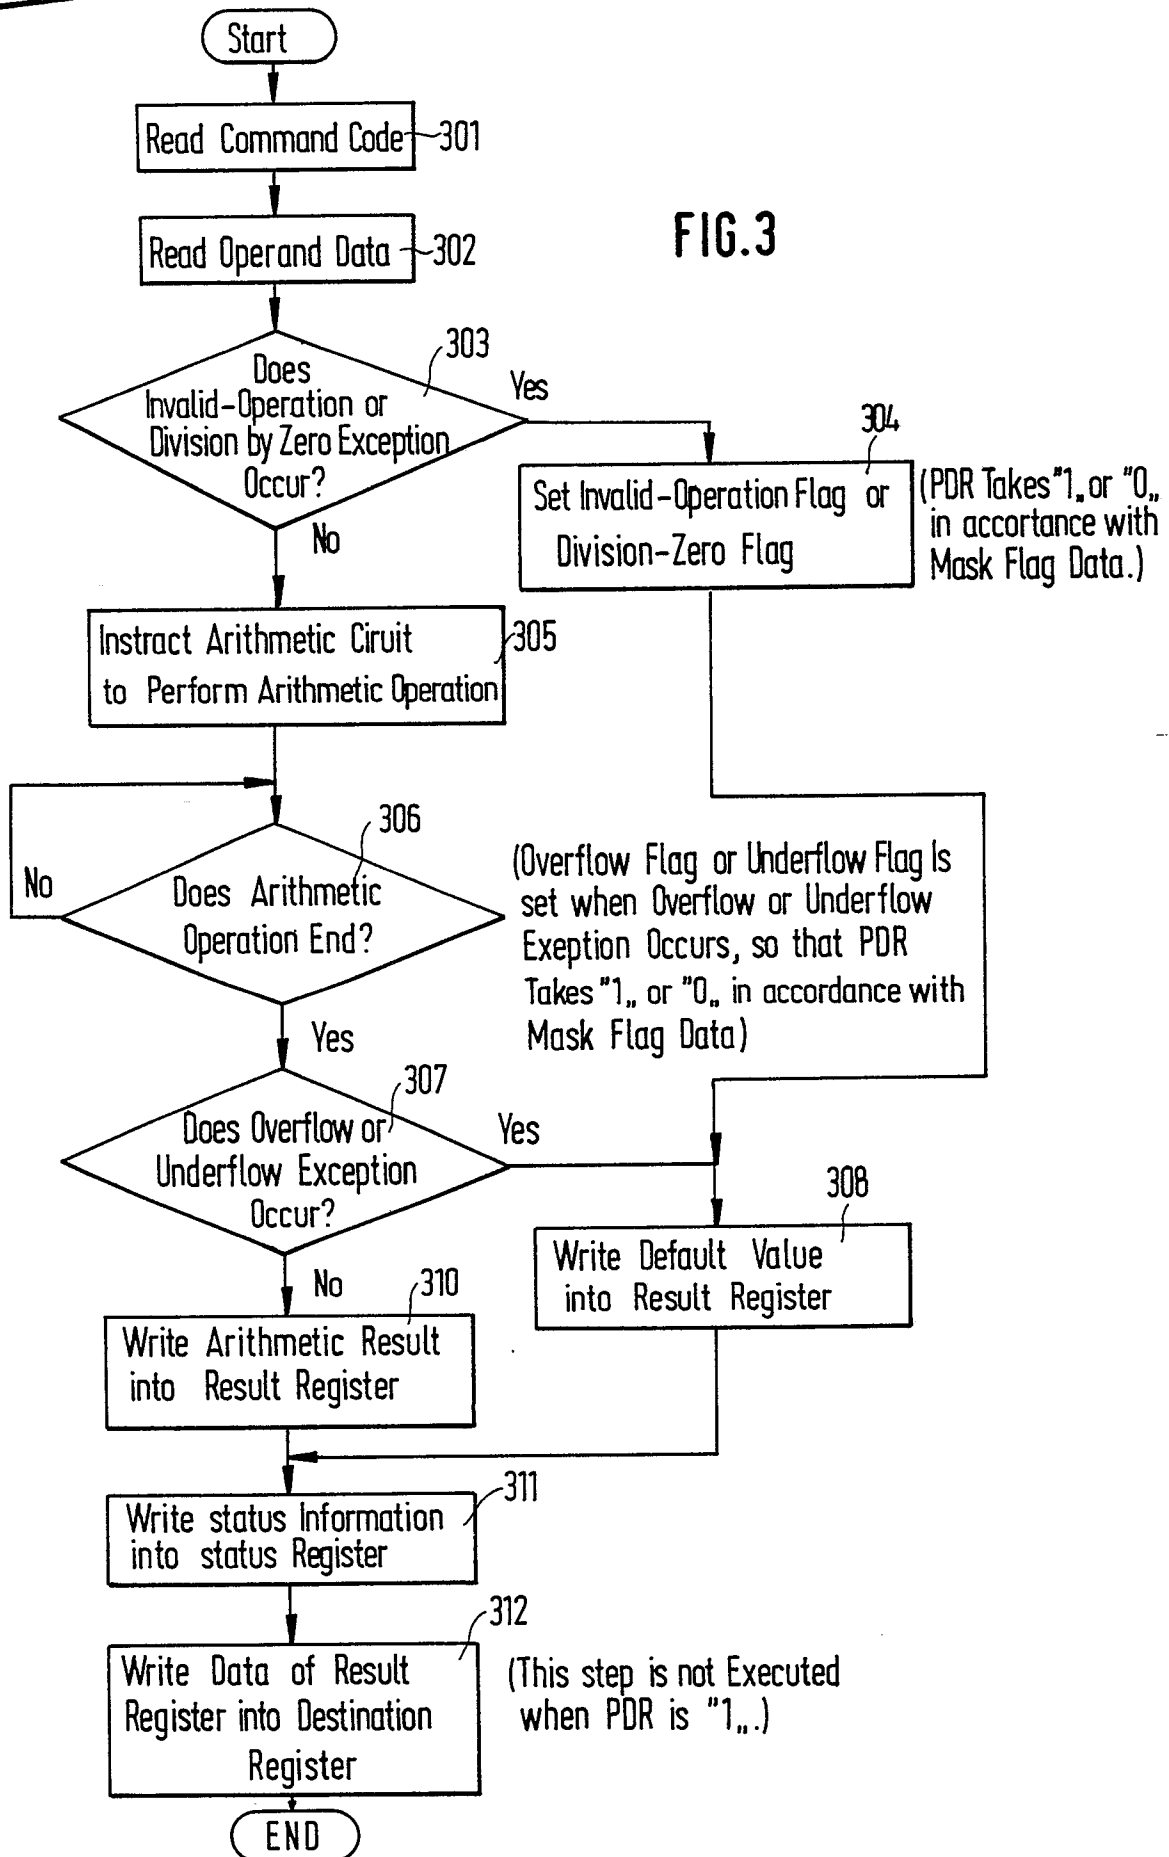 Start
Read Command Code
301
Read Operand Data
302
FIG.3
303
Does
Invalid-Operation or
Division by Zero Exception
Occur?
Yes
No
304
Set Invalid-Operation Flag or
Division-Zero Flag
(PDR Takes "1„ or "0„
in accortance with
Mask Flag Data.)
Instract Arithmetic Ciruit
to Perform Arithmetic Operation
305
306
Does Arithmetic
Operation End?
No
Yes
(Overflow Flag or Underflow Flag Is
set when Overflow or Underflow
Exeption Occurs, so that PDR
Takes "1„ or "0„ in accordance with
Mask Flag Data)
307
Does Overflow or
Underflow Exception
Occur?
Yes
No
308
Write Default Value
into Result Register
310
Write Arithmetic Result
into Result Register
311
Write status Information
into status Register
312
Write Data of Result
Register into Destination
Register
(This step is not Executed
when PDR is "1„.)
END